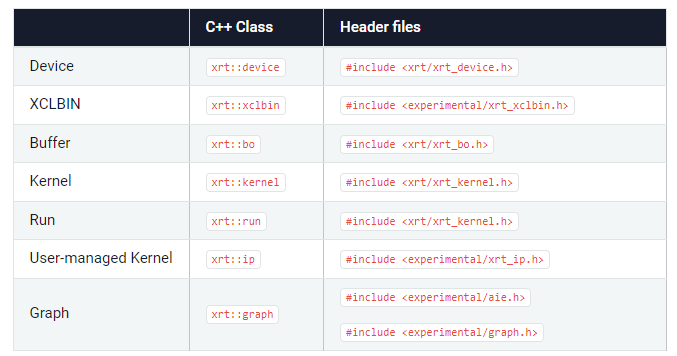 C++ Class Header files
Device xrt::device #include <xrt/xrt_device.h>
XCLBIN xrt::xclbin #include <experimental/xrt_xclbin.h>
Buffer xrt::bo #include <xrt/xrt_bo.h>
Kernel xrt::kernel #include <xrt/xrt_kernel.h>
Run xrt::run #include <xrt/xrt_kernel.h>
User-managed Kernel xrt::ip #include <experimental/xrt_ip.h>
#include <experimental/aie.h>
Graph xrt::graph
#include <experimental/graph.h>